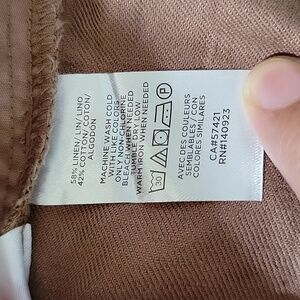 58% LINEN/ LIN/ LINO
42% COTTON/ COTON/
ALGODON
MACHINE WASH COLD
WITH LIKE COLORS
ONLY NON-CHLORINE
BLEACH WHEN NEEDED
TUMBLE DRY LOW
WARM IRON WHEN NEEDED
30
AVEC DES COULEURS
SEMBLABLES / CON
COLORES SIMILARES
CA#57421
RN#140923